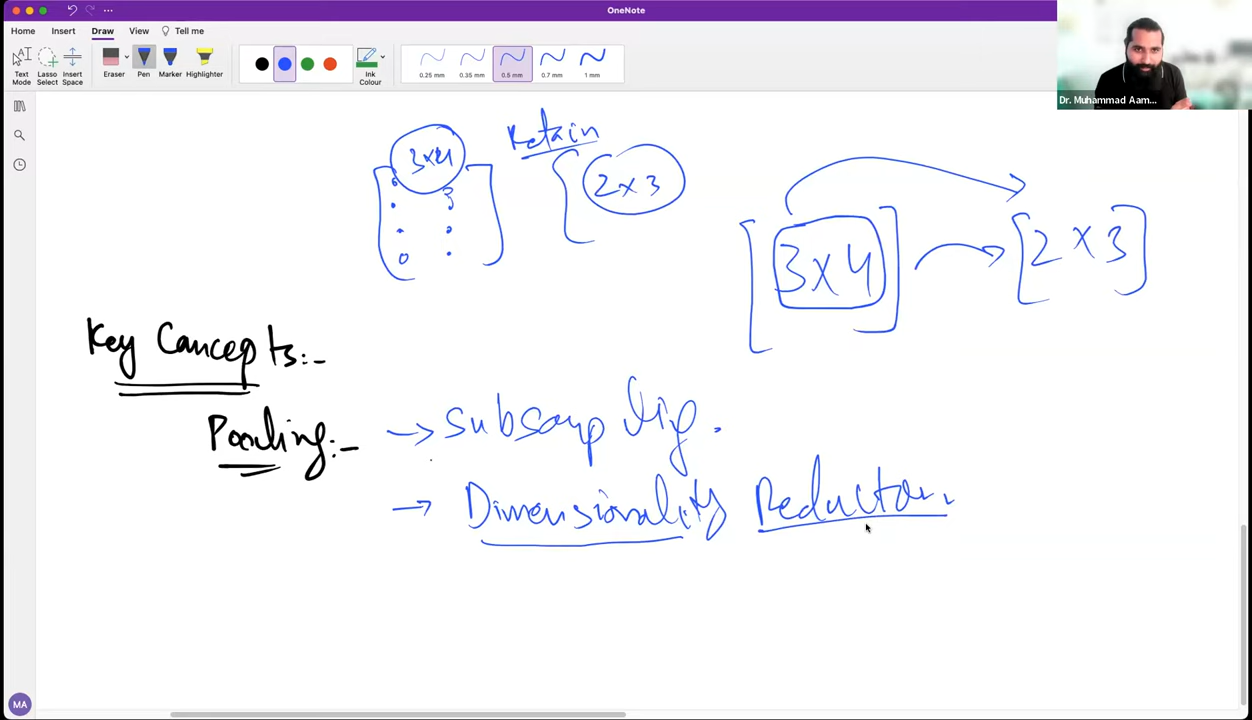 OneNote
Home Insert Draw View Tell me
Text Mode
Lasso Select
Insert Space
Eraser
Pen
Marker
Highlighter
Ink Colour
0.25 mm
0.35 mm
0.5 mm
0.7 mm
1 mm
Dr. Muhammad Aam...
Retain
3x4
2x3
3x4
2x3
Key Concepts:-
Pooling:-
→ Subsampling.
→ Dimensionality Reduction.
MA